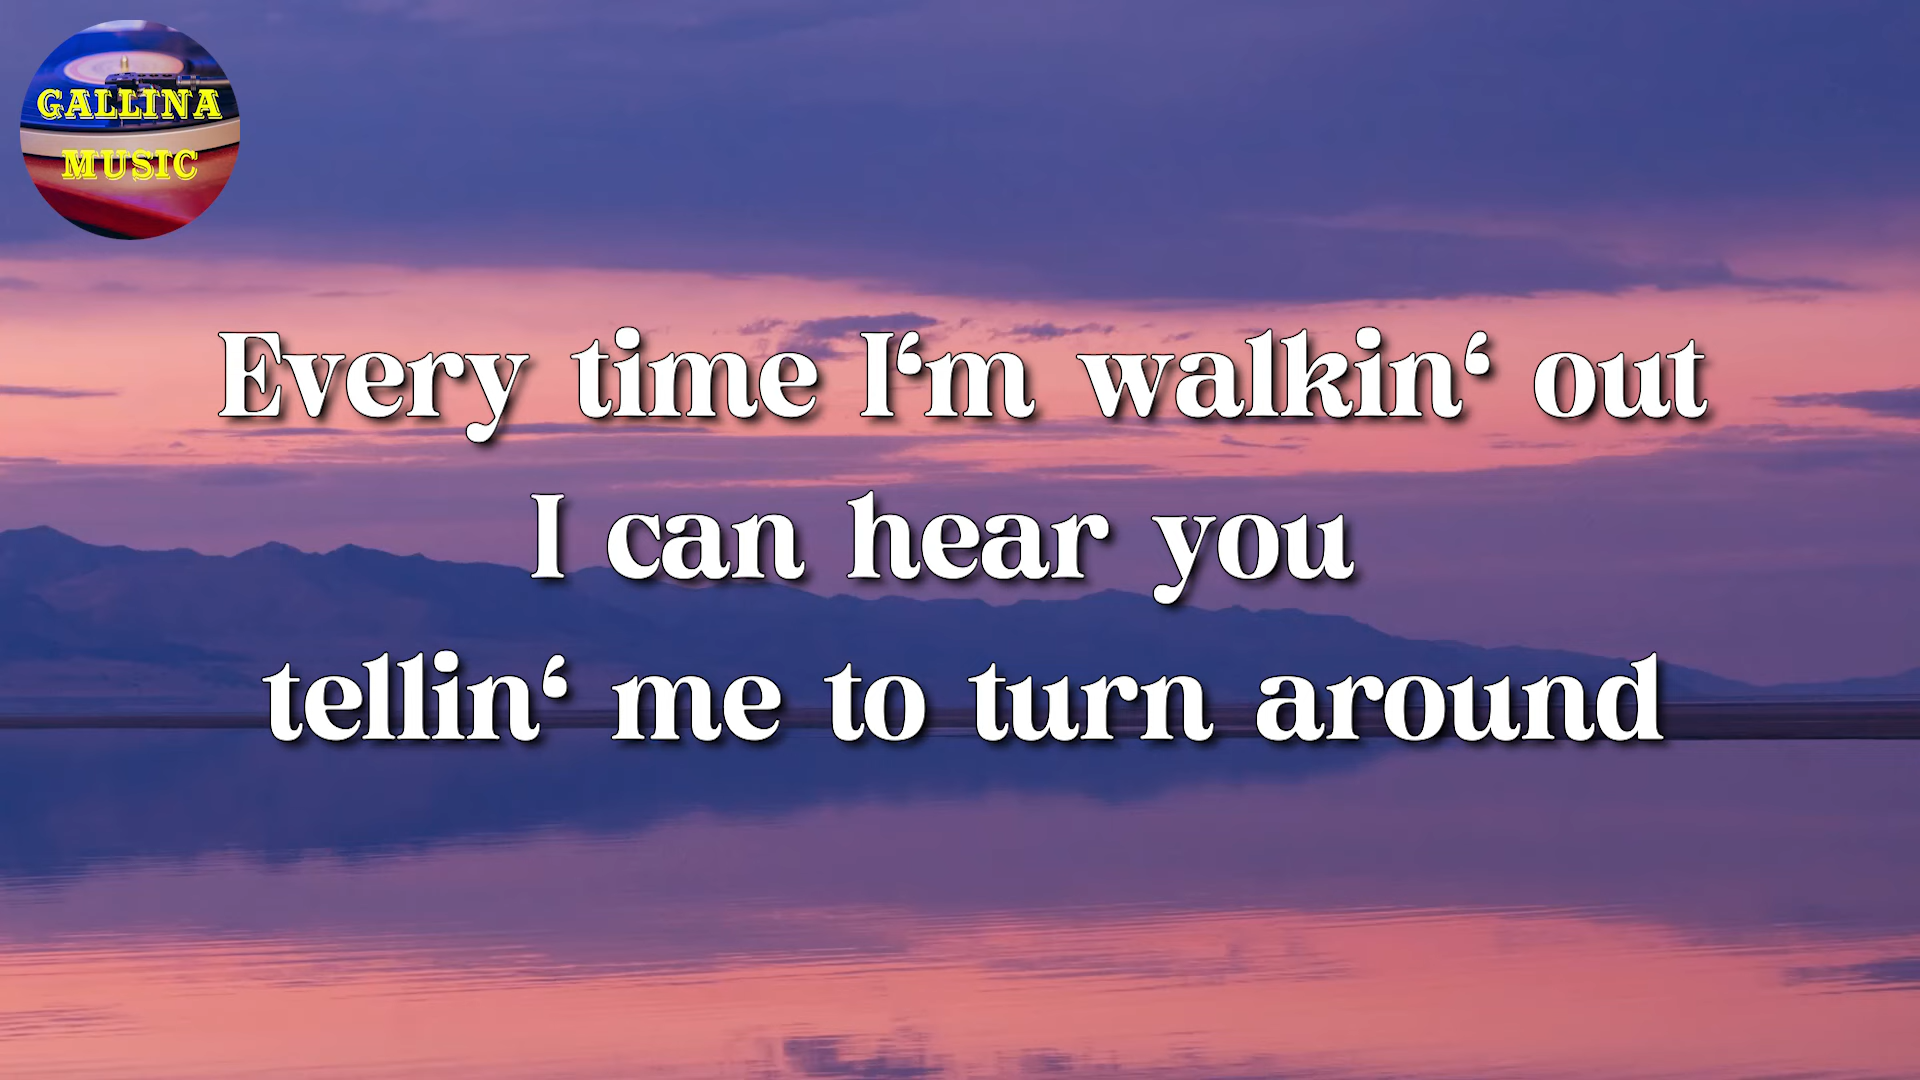 GALLINA
MUSIC
Every time I‘m walkin‘ out
I can hear you
tellin‘ me to turn around